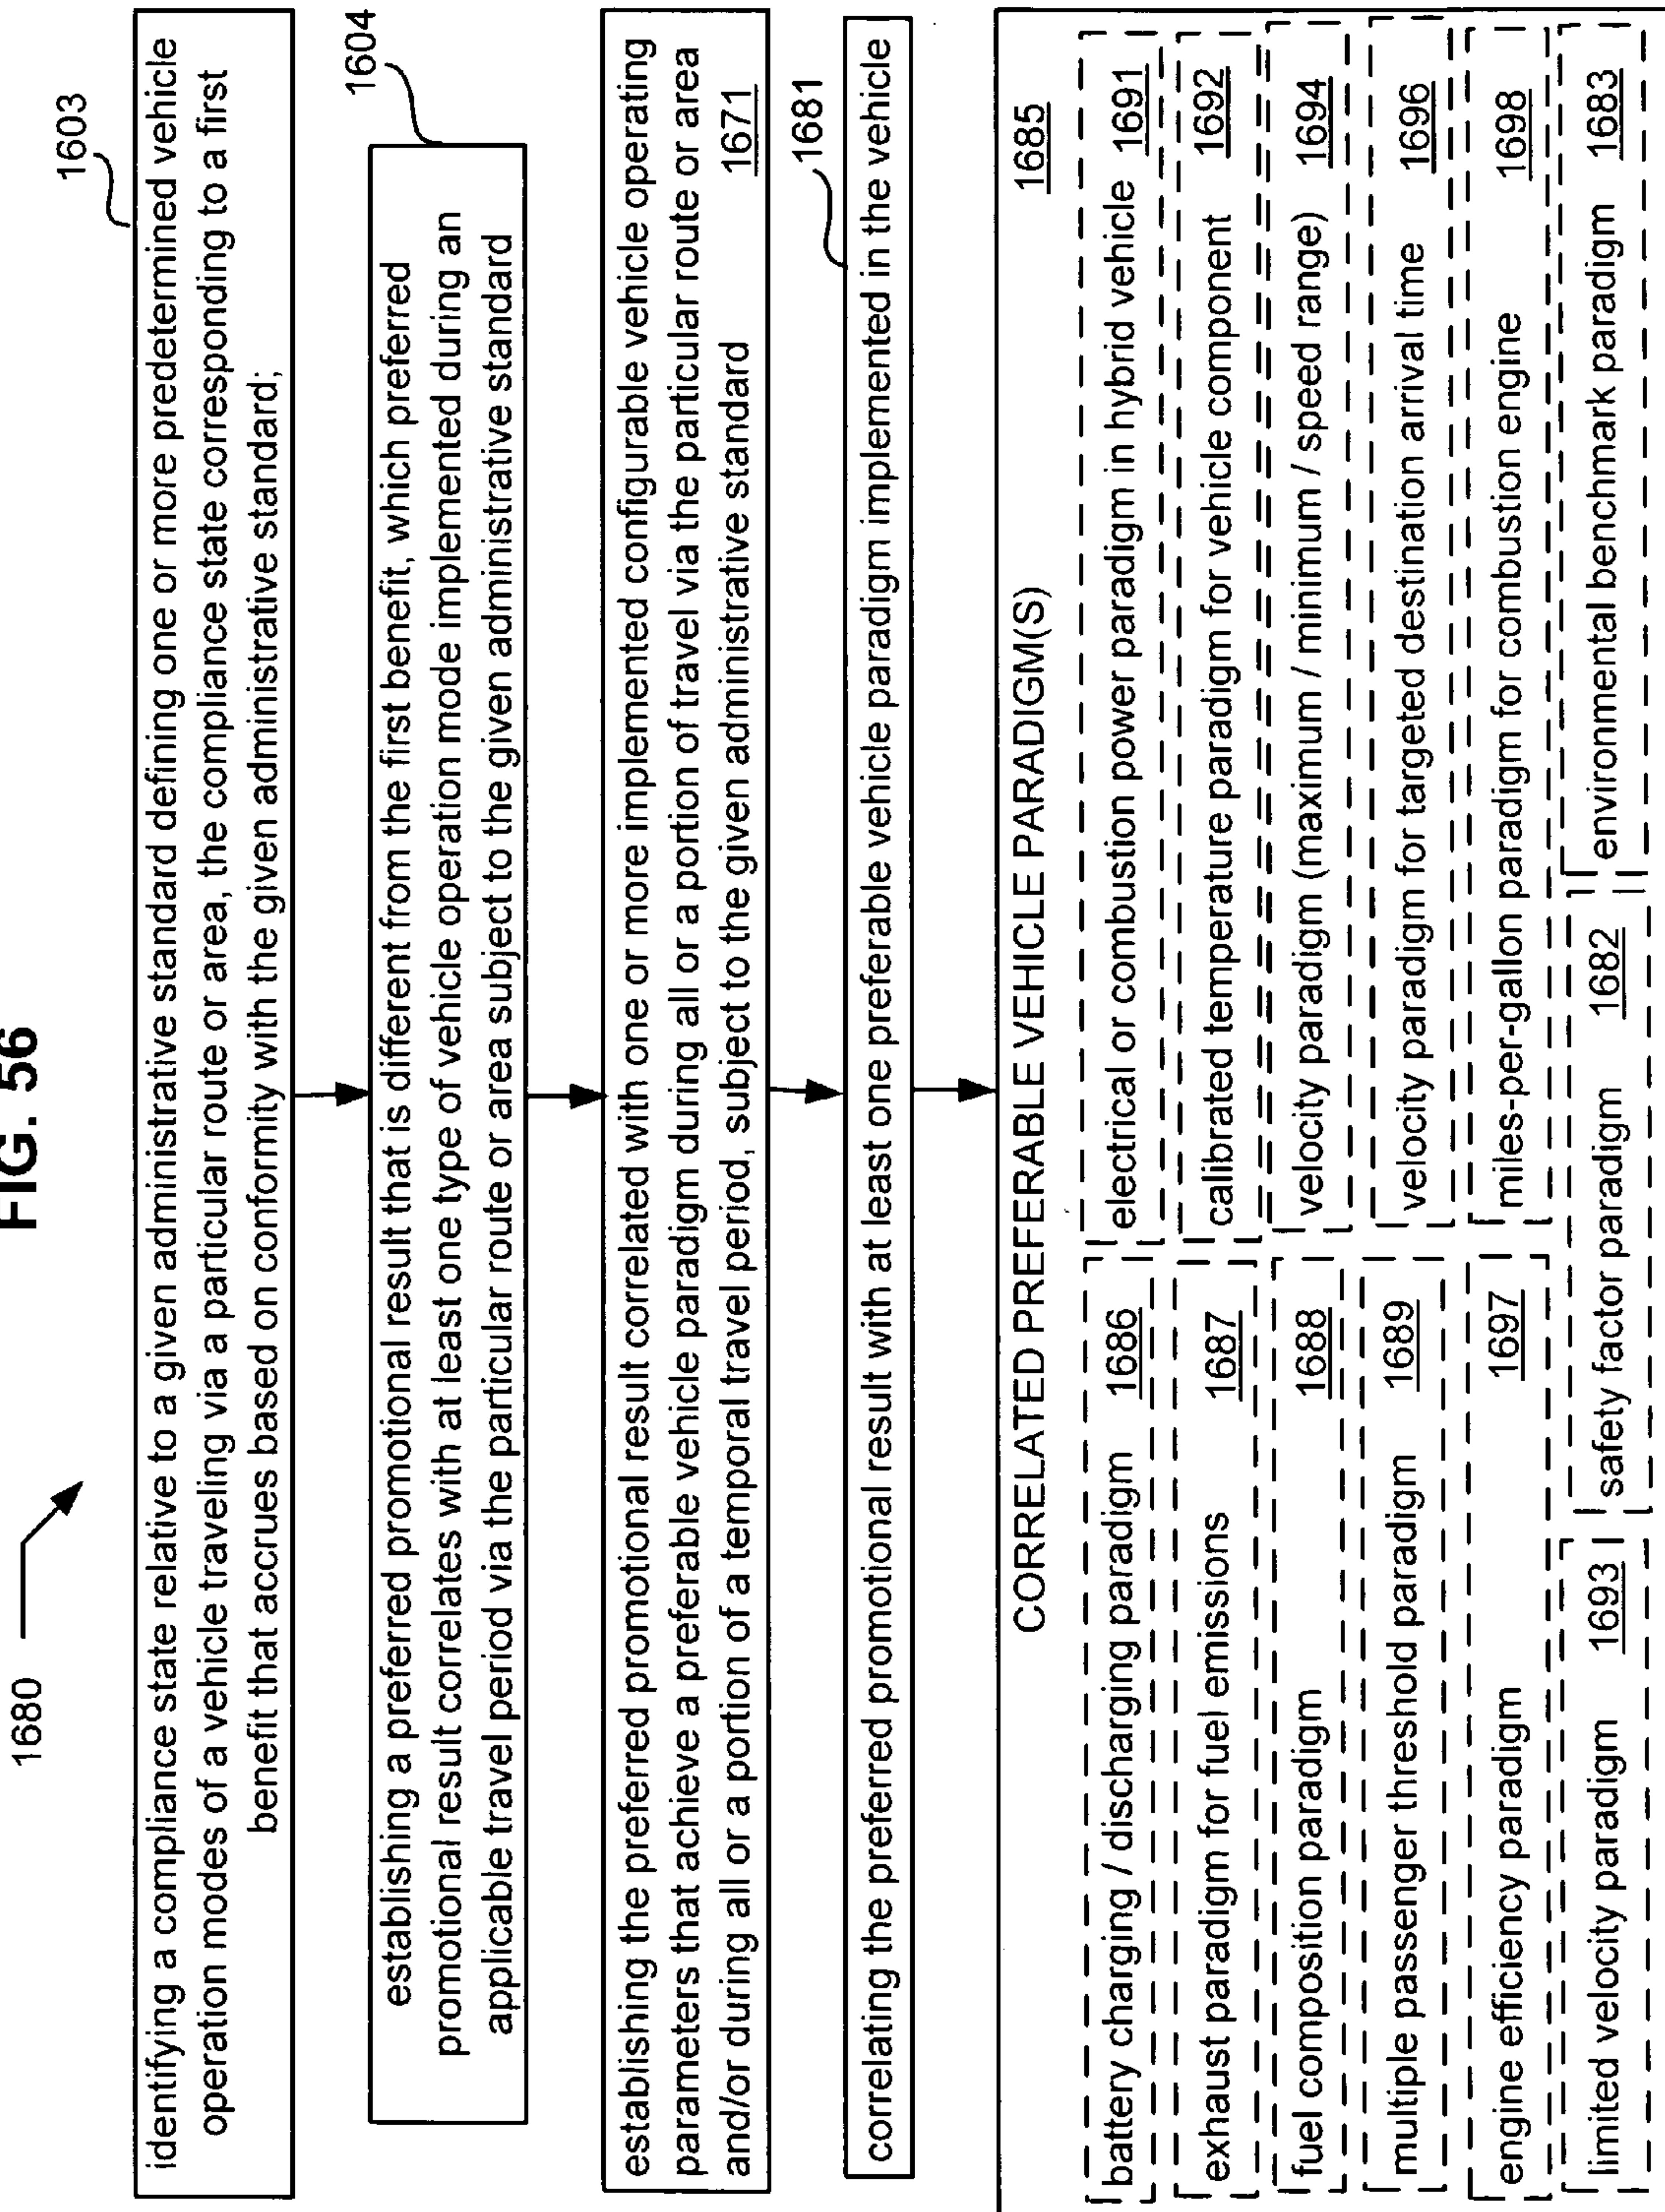 FIG. 56
1680
1603
identifying a compliance state relative to a given administrative standard defining one or more predetermined vehicle
operation modes of a vehicle traveling via a particular route or area, the compliance state corresponding to a first
benefit that accrues based on conformity with the given administrative standard;
1604
establishing a preferred promotional result that is different from the first benefit, which preferred
promotional result correlates with at least one type of vehicle operation mode implemented during an
applicable travel period via the particular route or area subject to the given administrative standard
establishing the preferred promotional result correlated with one or more implemented configurable vehicle operating
parameters that achieve a preferable vehicle paradigm during all or a portion of travel via the particular route or area
and/or during all or a portion of a temporal travel period, subject to the given administrative standard 1671
1681
correlating the preferred promotional result with at least one preferable vehicle paradigm implemented in the vehicle
CORRELATED PREFERABLE VEHICLE PARADIGM(S) 1685
battery charging / discharging paradigm 1686
electrical or combustion power paradigm in hybrid vehicle 1691
exhaust paradigm for fuel emissions 1687
calibrated temperature paradigm for vehicle component 1692
fuel composition paradigm 1688
velocity paradigm (maximum / minimum / speed range) 1694
multiple passenger threshold paradigm 1689
velocity paradigm for targeted destination arrival time 1696
engine efficiency paradigm 1697
miles-per-gallon paradigm for combustion engine 1698
limited velocity paradigm 1693
safety factor paradigm 1682
environmental benchmark paradigm 1683